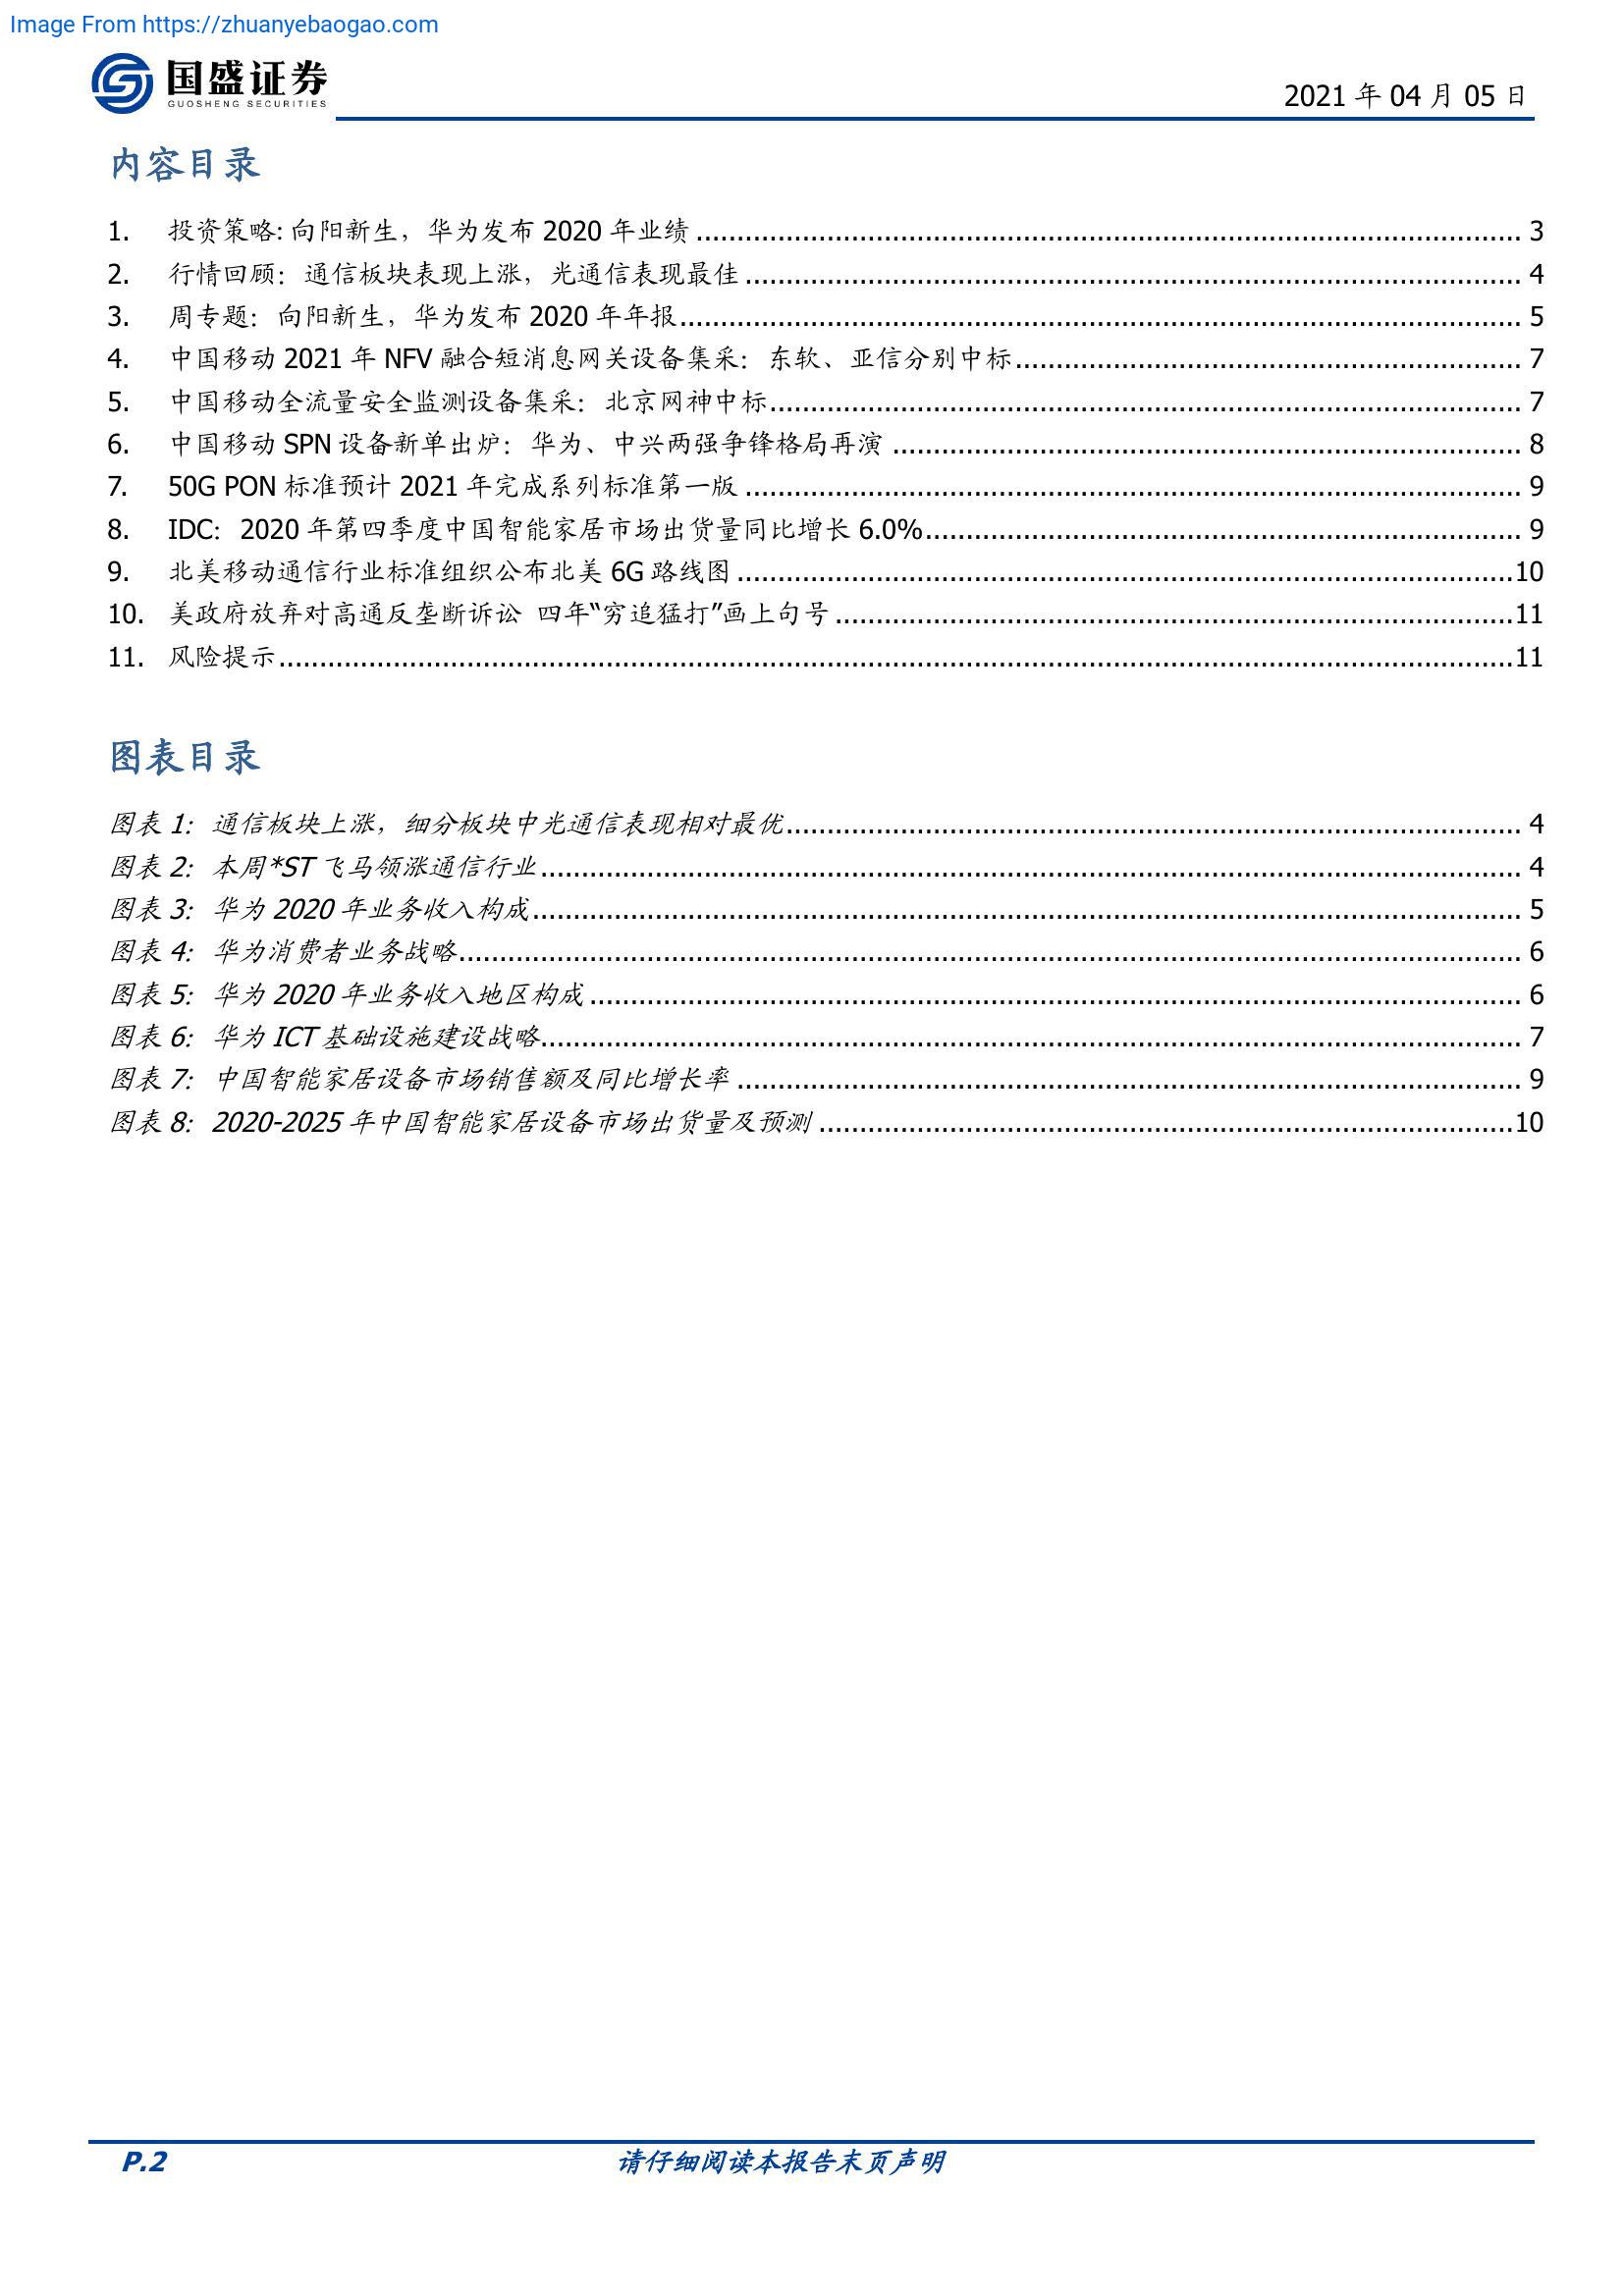 Image From https://zhuanyebaogao.com
国盛证券
GUOSHENG SECURITIES
2021 年 04 月 05 日
内容目录
1. 投资策略: 向阳新生，华为发布 2020 年业绩 ........ 3
2. 行情回顾：通信板块表现上涨，光通信表现最佳 ........ 4
3. 周专题：向阳新生，华为发布 2020 年年报 ........ 5
4. 中国移动 2021 年 NFV 融合短消息网关设备集采：东软、亚信分别中标 ........ 7
5. 中国移动全流量安全监测设备集采：北京网神中标 ........ 7
6. 中国移动 SPN 设备新单出炉：华为、中兴两强争锋格局再演 ........ 8
7. 50G PON 标准预计 2021 年完成系列标准第一版 ........ 9
8. IDC：2020 年第四季度中国智能家居市场出货量同比增长 6.0% ........ 9
9. 北美移动通信行业标准组织公布北美 6G 路线图 ........ 10
10. 美政府放弃对高通反垄断诉讼 四年“穷追猛打”画上句号 ........ 11
11. 风险提示 ........ 11
图表目录
图表 1：通信板块上涨，细分板块中光通信表现相对最优 ........ 4
图表 2：本周*ST 飞马领涨通信行业 ........ 4
图表 3：华为 2020 年业务收入构成 ........ 5
图表 4：华为消费者业务战略 ........ 6
图表 5：华为 2020 年业务收入地区构成 ........ 6
图表 6：华为 ICT 基础设施建设战略 ........ 7
图表 7：中国智能家居设备市场销售额及同比增长率 ........ 9
图表 8：2020-2025 年中国智能家居设备市场出货量及预测 ........ 10
P.2
请仔细阅读本报告末页声明